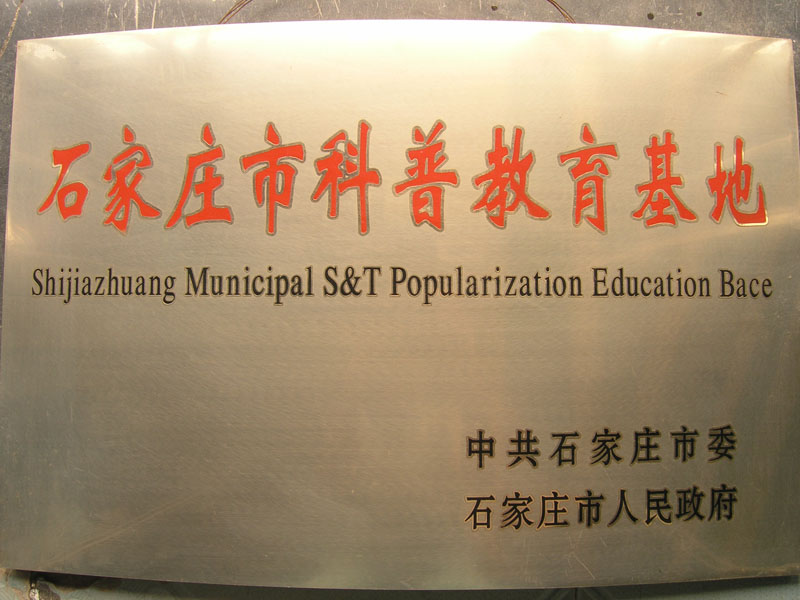 石家庄市科普教育基地
Shijiazhuang Municipal S&T Popularization Education Bace
中共石家庄市委
石家庄市人民政府